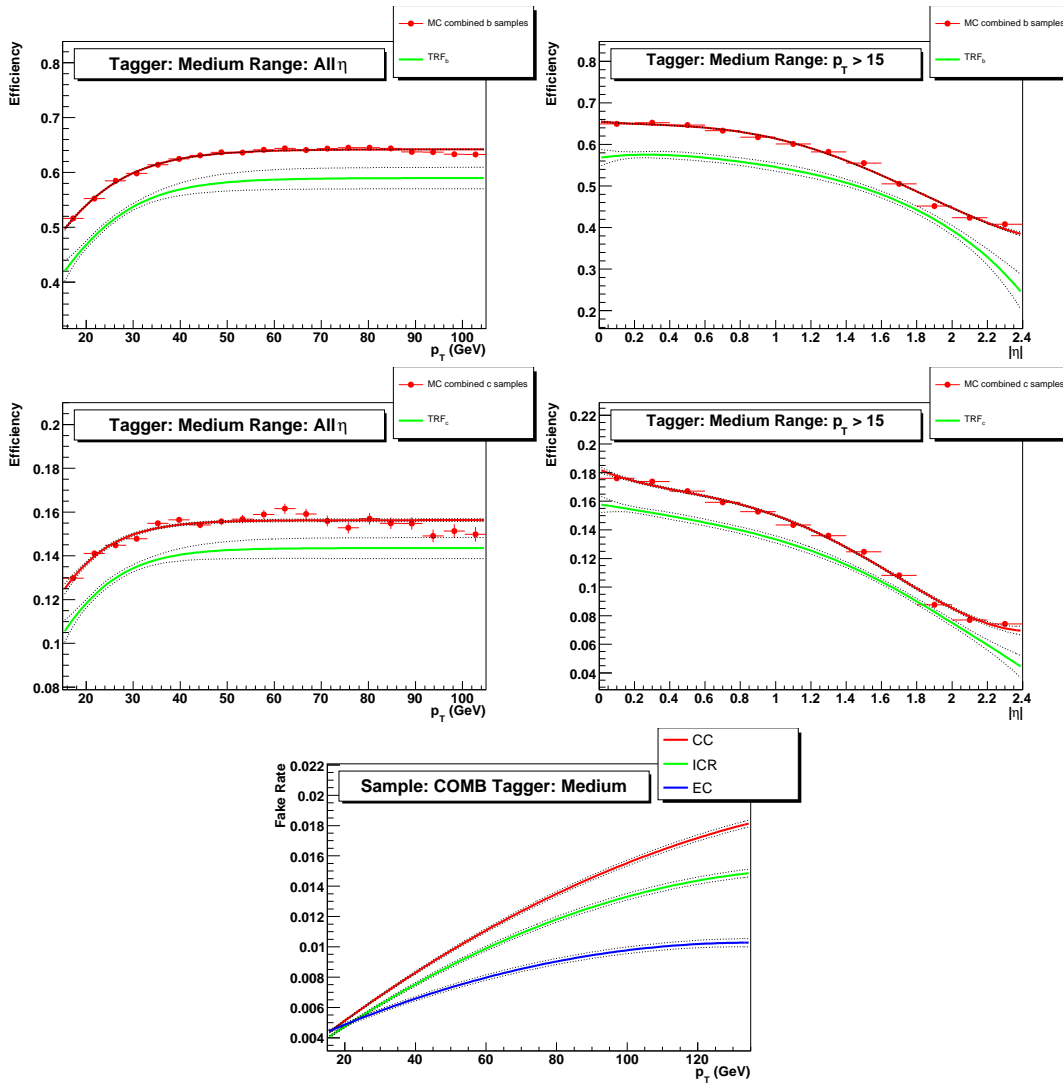 MC combined b samples
TRF_b
Tagger: Medium Range: All η
Efficiency
0.8
0.7
0.6
0.5
0.4
20 30 40 50 60 70 80 90 100
p_T (GeV)
MC combined b samples
TRF_b
Tagger: Medium Range: p_T > 15
Efficiency
0.8
0.7
0.6
0.5
0.4
0.3
0.2
0 0.2 0.4 0.6 0.8 1 1.2 1.4 1.6 1.8 2 2.2 2.4
|η|
MC combined c samples
TRF_c
Tagger: Medium Range: All η
Efficiency
0.2
0.18
0.16
0.14
0.12
0.1
0.08
20 30 40 50 60 70 80 90 100
p_T (GeV)
MC combined c samples
TRF_c
Tagger: Medium Range: p_T > 15
Efficiency
0.22
0.2
0.18
0.16
0.14
0.12
0.1
0.08
0.06
0.04
0 0.2 0.4 0.6 0.8 1 1.2 1.4 1.6 1.8 2 2.2 2.4
|η|
CC
ICR
EC
Sample: COMB Tagger: Medium
Fake Rate
0.022
0.02
0.018
0.016
0.014
0.012
0.01
0.008
0.006
0.004
20 40 60 80 100 120
p_T (GeV)